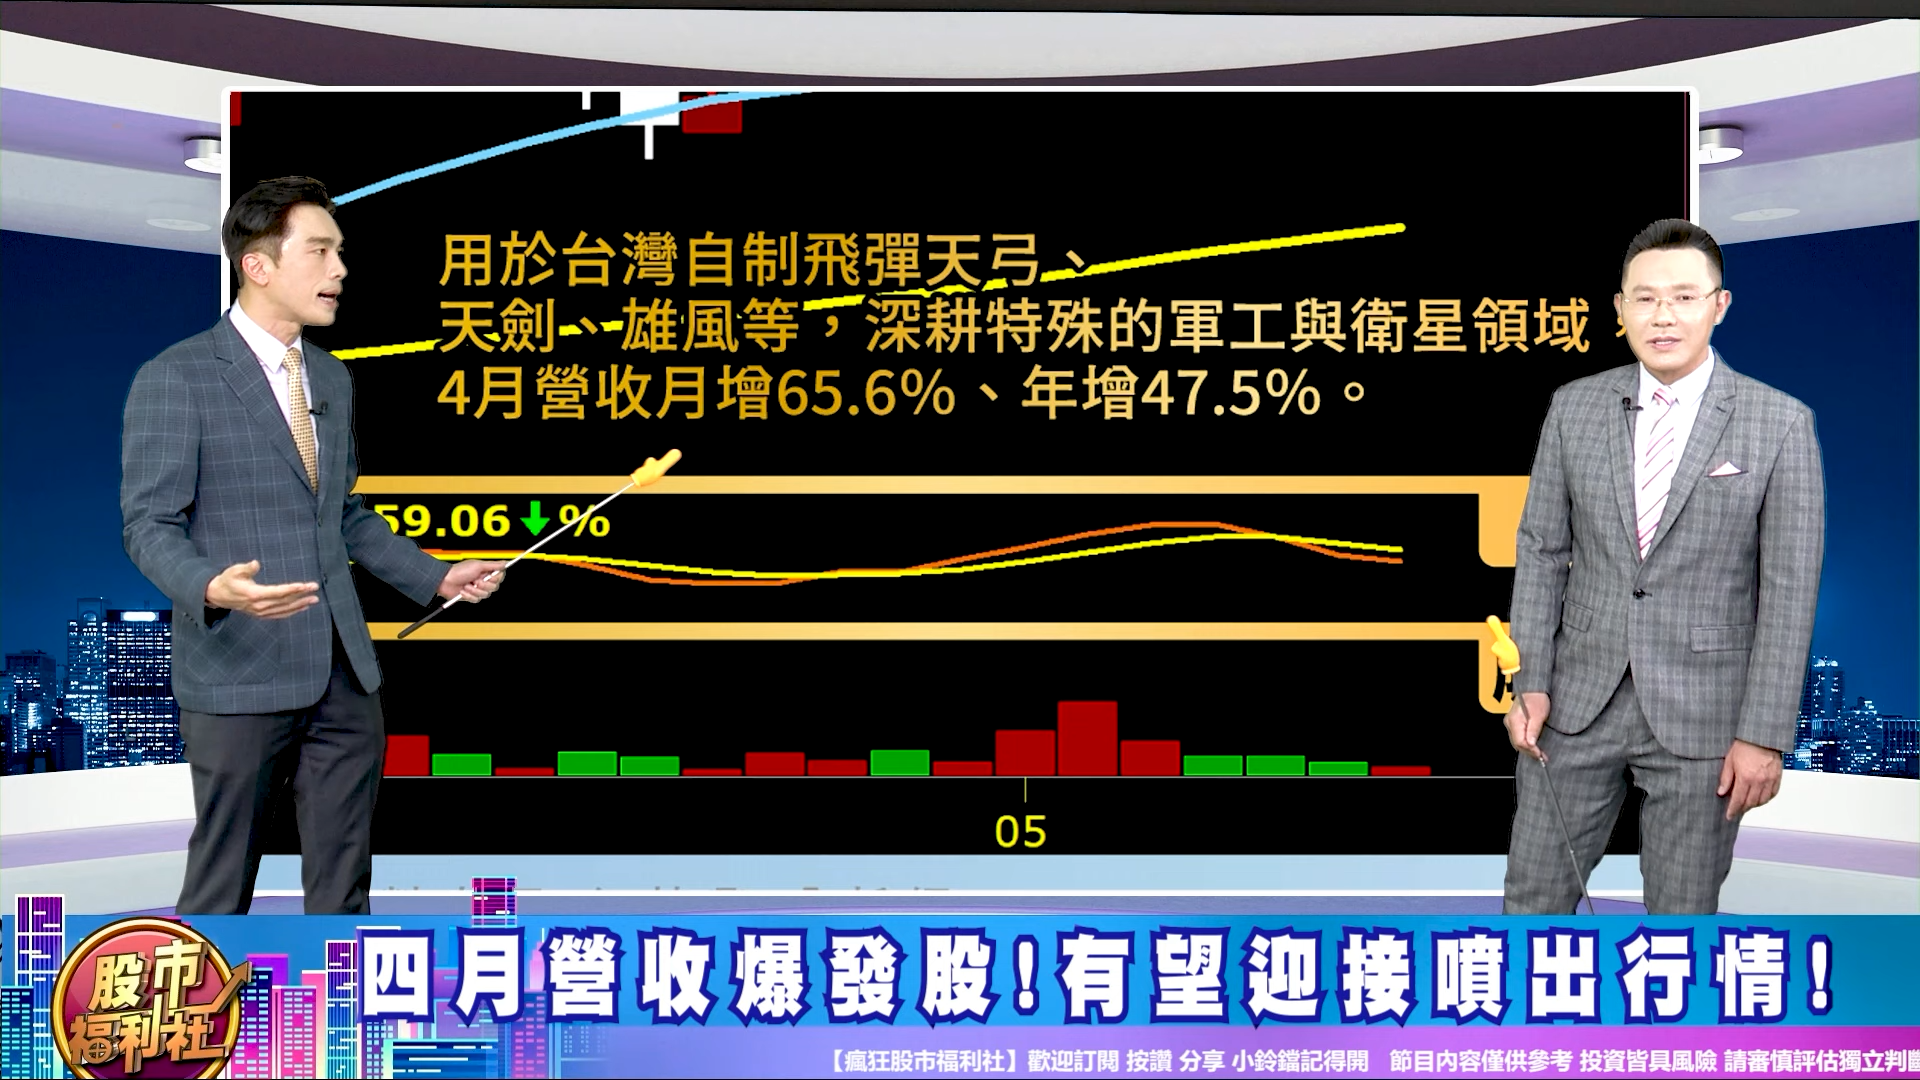 用於台灣自制飛彈天弓、
天劍、雄風等，深耕特殊的軍工與衛星領域，
4月營收月增65.6%、年增47.5%。
59.06↓%
05
股市
福利社
四月營收爆發股!有望迎接噴出行情!
【瘋狂股市福利社】歡迎訂閱 按讚 分享 小鈴鐺記得開 節目內容僅供參考 投資皆具風險 請審慎評估獨立判斷